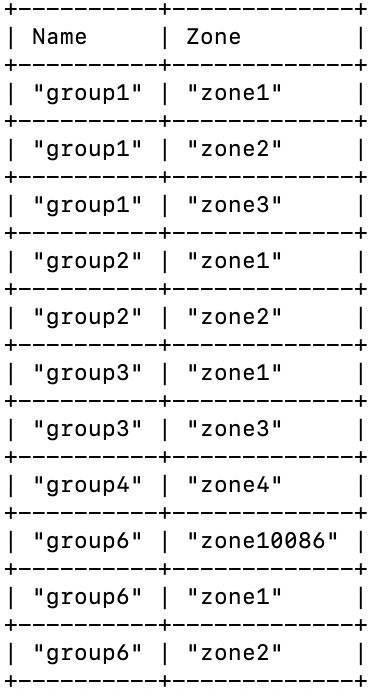 +----------+-------------+
| Name     | Zone        |
+----------+-------------+
| "group1" | "zone1"     |
+----------+-------------+
| "group1" | "zone2"     |
+----------+-------------+
| "group1" | "zone3"     |
+----------+-------------+
| "group2" | "zone1"     |
+----------+-------------+
| "group2" | "zone2"     |
+----------+-------------+
| "group3" | "zone1"     |
+----------+-------------+
| "group3" | "zone3"     |
+----------+-------------+
| "group4" | "zone4"     |
+----------+-------------+
| "group6" | "zone10086" |
+----------+-------------+
| "group6" | "zone1"     |
+----------+-------------+
| "group6" | "zone2"     |
+----------+-------------+